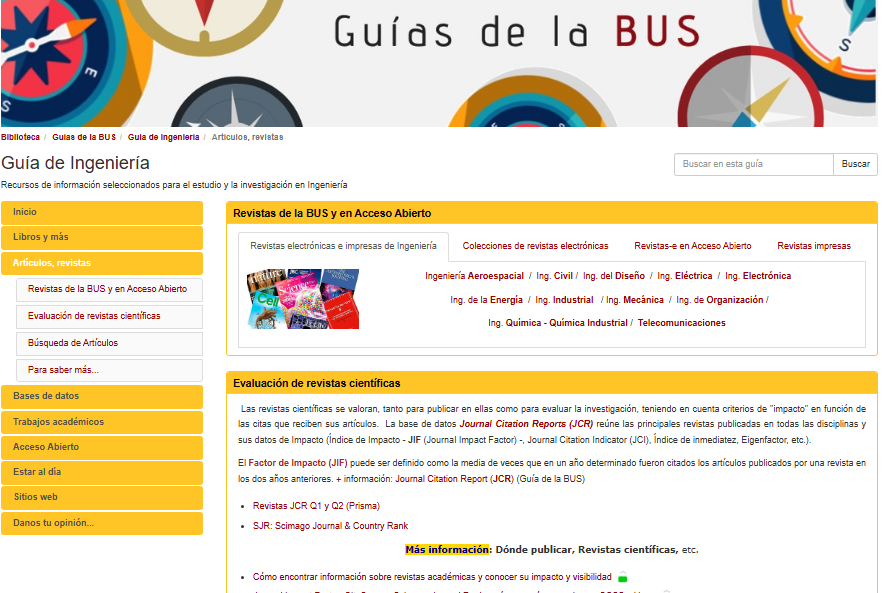 Guías de la BUS
Biblioteca / Guías de la BUS / Guía de Ingeniería / Artículos, revistas
Guía de Ingeniería
Buscar en esta guía
Buscar
Recursos de información seleccionados para el estudio y la investigación en Ingeniería
Inicio
Libros y más
Artículos, revistas
Revistas de la BUS y en Acceso Abierto
Evaluación de revistas científicas
Búsqueda de Artículos
Para saber más...
Bases de datos
Trabajos académicos
Acceso Abierto
Estar al día
Sitios web
Danos tu opinión...
Revistas de la BUS y en Acceso Abierto
Revistas electrónicas e impresas de Ingeniería
Colecciones de revistas electrónicas
Revistas-e en Acceso Abierto
Revistas impresas
Science
Cell
Ingeniería Aeroespacial / Ing. Civil / Ing. del Diseño / Ing. Eléctrica / Ing. Electrónica
Ing. de la Energía / Ing. Industrial / Ing. Mecánica / Ing. de Organización /
Ing. Química - Química Industrial / Telecomunicaciones
Evaluación de revistas científicas
Las revistas científicas se valoran, tanto para publicar en ellas como para evaluar la investigación, teniendo en cuenta criterios de "impacto" en función de
las citas que reciben sus artículos. La base de datos Journal Citation Reports (JCR) reúne las principales revistas publicadas en todas las disciplinas y
sus datos de Impacto (Índice de Impacto - JIF (Journal Impact Factor) -, Journal Citation Indicator (JCI), Índice de inmediatez, Eigenfactor, etc.).
El Factor de Impacto (JIF) puede ser definido como la media de veces que en un año determinado fueron citados los artículos publicados por una revista en
los dos años anteriores. + información: Journal Citation Report (JCR) (Guía de la BUS)
Revistas JCR Q1 y Q2 (Prisma)
SJR: Scimago Journal & Country Rank
Más información: Dónde publicar, Revistas científicas, etc.
Cómo encontrar información sobre revistas académicas y conocer su impacto y visibilidad